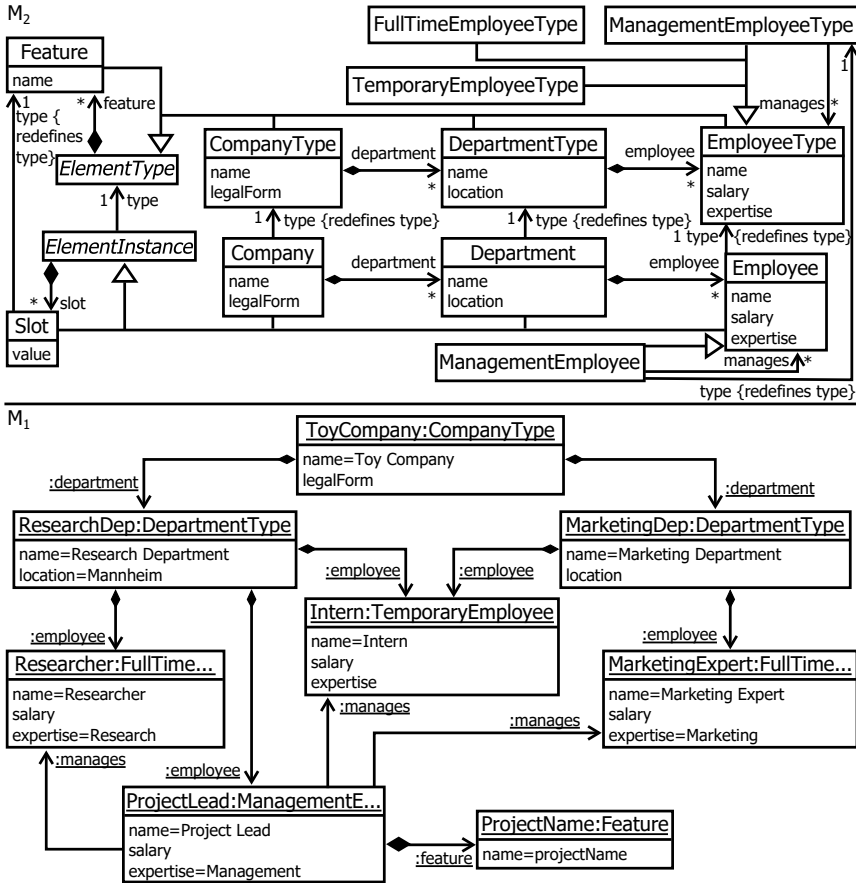 M2
FullTimeEmployeeType
ManagementEmployeeType
Feature
name
TemporaryEmployeeType
1
1
type {
redefines
type}
*
feature
manages *
CompanyType
name
legalForm
department
*
DepartmentType
name
location
employee
*
EmployeeType
name
salary
expertise
ElementType
1 type
1 type {redefines type}
1 type {redefines type}
1 type {redefines type}
ElementInstance
Company
name
legalForm
department
*
Department
name
location
employee
*
Employee
name
salary
expertise
* slot
Slot
value
ManagementEmployee
manages *
type {redefines type}
M1
ToyCompany:CompanyType
name=Toy Company
legalForm
:department
:department
ResearchDep:DepartmentType
name=Research Department
location=Mannheim
MarketingDep:DepartmentType
name=Marketing Department
location
:employee
:employee
Intern:TemporaryEmployee
name=Intern
salary
expertise
:employee
:employee
Researcher:FullTime...
name=Researcher
salary
expertise=Research
MarketingExpert:FullTime...
name=Marketing Expert
salary
expertise=Marketing
:manages
:manages
:manages
:employee
ProjectLead:ManagementE...
name=Project Lead
salary
expertise=Management
:feature
ProjectName:Feature
name=projectName